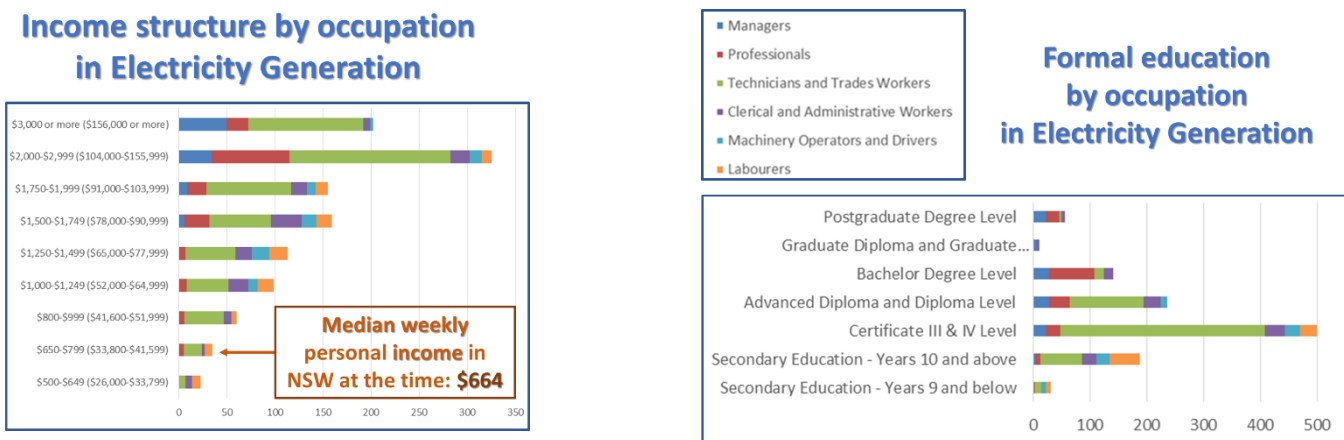 Income structure by occupation
in Electricity Generation
$3,000 or more ($156,000 or more)
$2,000-$2,999 ($104,000-$155,999)
$1,750-$1,999 ($91,000-$103,999)
$1,500-$1,749 ($78,000-$90,999)
$1,250-$1,499 ($65,000-$77,999)
$1,000-$1,249 ($52,000-$64,999)
$800-$999 ($41,600-$51,999)
$650-$799 ($33,800-$41,599)
$500-$649 ($26,000-$33,799)
0 50 100 150 200 250 300 350
Median weekly
personal income in
NSW at the time: $664
Managers
Professionals
Technicians and Trades Workers
Clerical and Administrative Workers
Machinery Operators and Drivers
Labourers
Formal education
by occupation
in Electricity Generation
Postgraduate Degree Level
Graduate Diploma and Graduate...
Bachelor Degree Level
Advanced Diploma and Diploma Level
Certificate III & IV Level
Secondary Education - Years 10 and above
Secondary Education - Years 9 and below
0 100 200 300 400 500